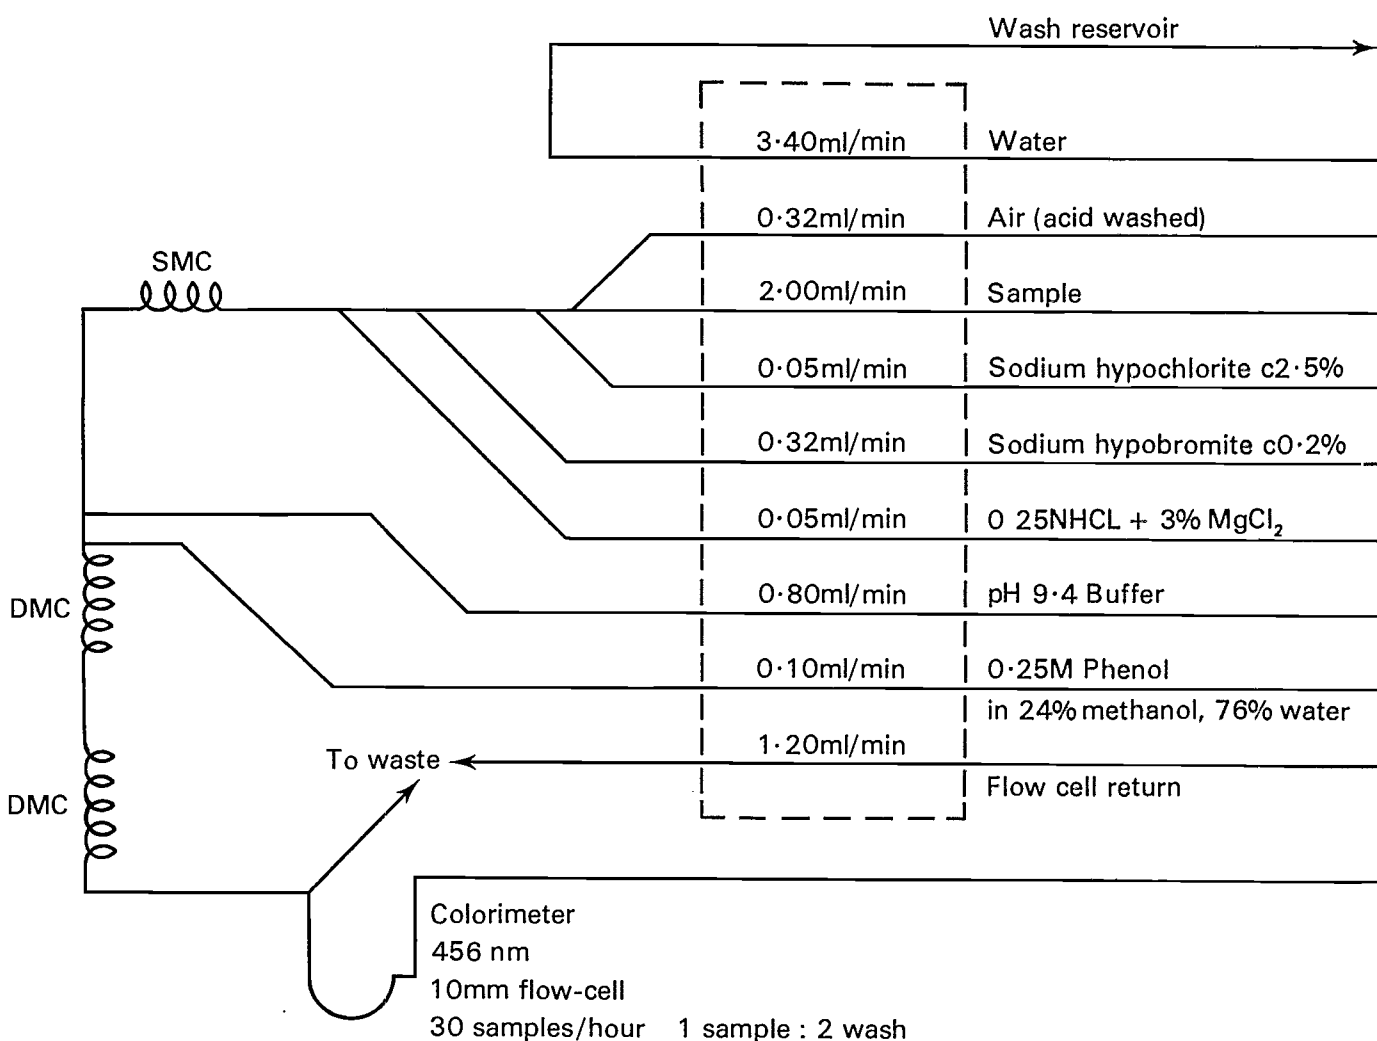 Wash reservoir
3·40ml/min Water
0·32ml/min Air (acid washed)
SMC
2·00ml/min Sample
0·05ml/min Sodium hypochlorite c2·5%
0·32ml/min Sodium hypobromite c0·2%
0·05ml/min 0 25NHCL + 3% MgCl₂
DMC
0·80ml/min pH 9·4 Buffer
0·10ml/min 0·25M Phenol
in 24% methanol, 76% water
1·20ml/min
To waste
Flow cell return
DMC
Colorimeter
456 nm
10mm flow-cell
30 samples/hour 1 sample : 2 wash